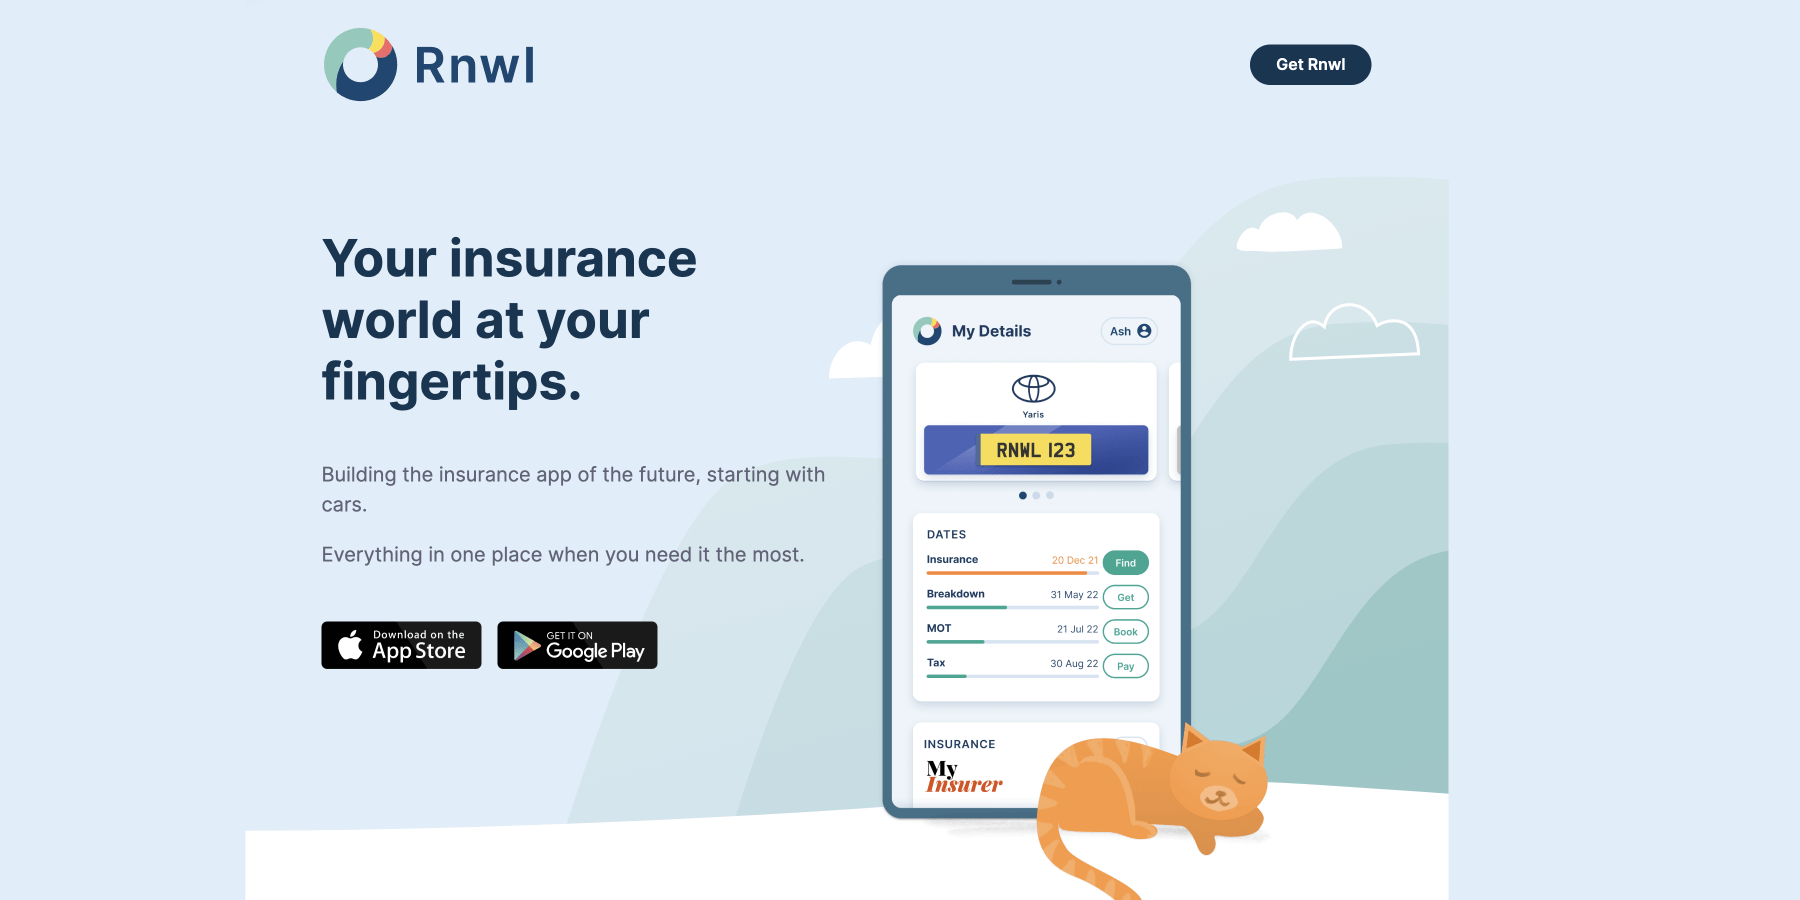 Rnwl
Get Rnwl
Your insurance
world at your
fingertips.
Building the insurance app of the future, starting with
cars.
Everything in one place when you need it the most.
Download on the
App Store
GET IT ON
Google Play
My Details
Ash
Yaris
RNWL 123
DATES
Insurance 20 Dec 21 Find
Breakdown 31 May 22 Get
MOT 21 Jul 22 Book
Tax 30 Aug 22 Pay
INSURANCE
My
Insurer